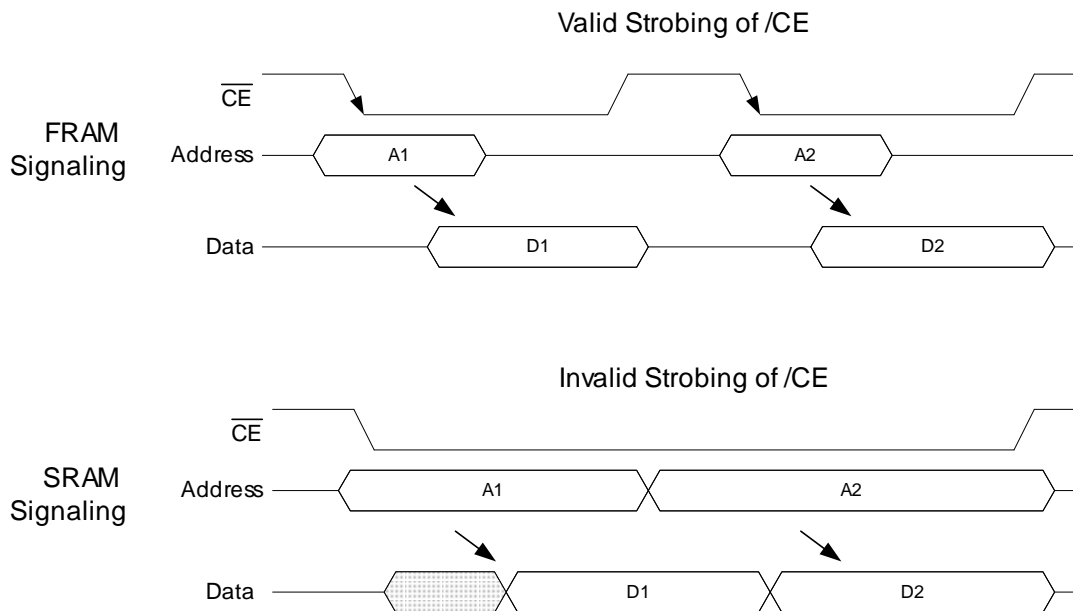 Valid Strobing of /CE
CE
FRAM
Signaling
Address
A1
A2
Data
D1
D2
Invalid Strobing of /CE
CE
SRAM
Signaling
Address
A1
A2
Data
D1
D2